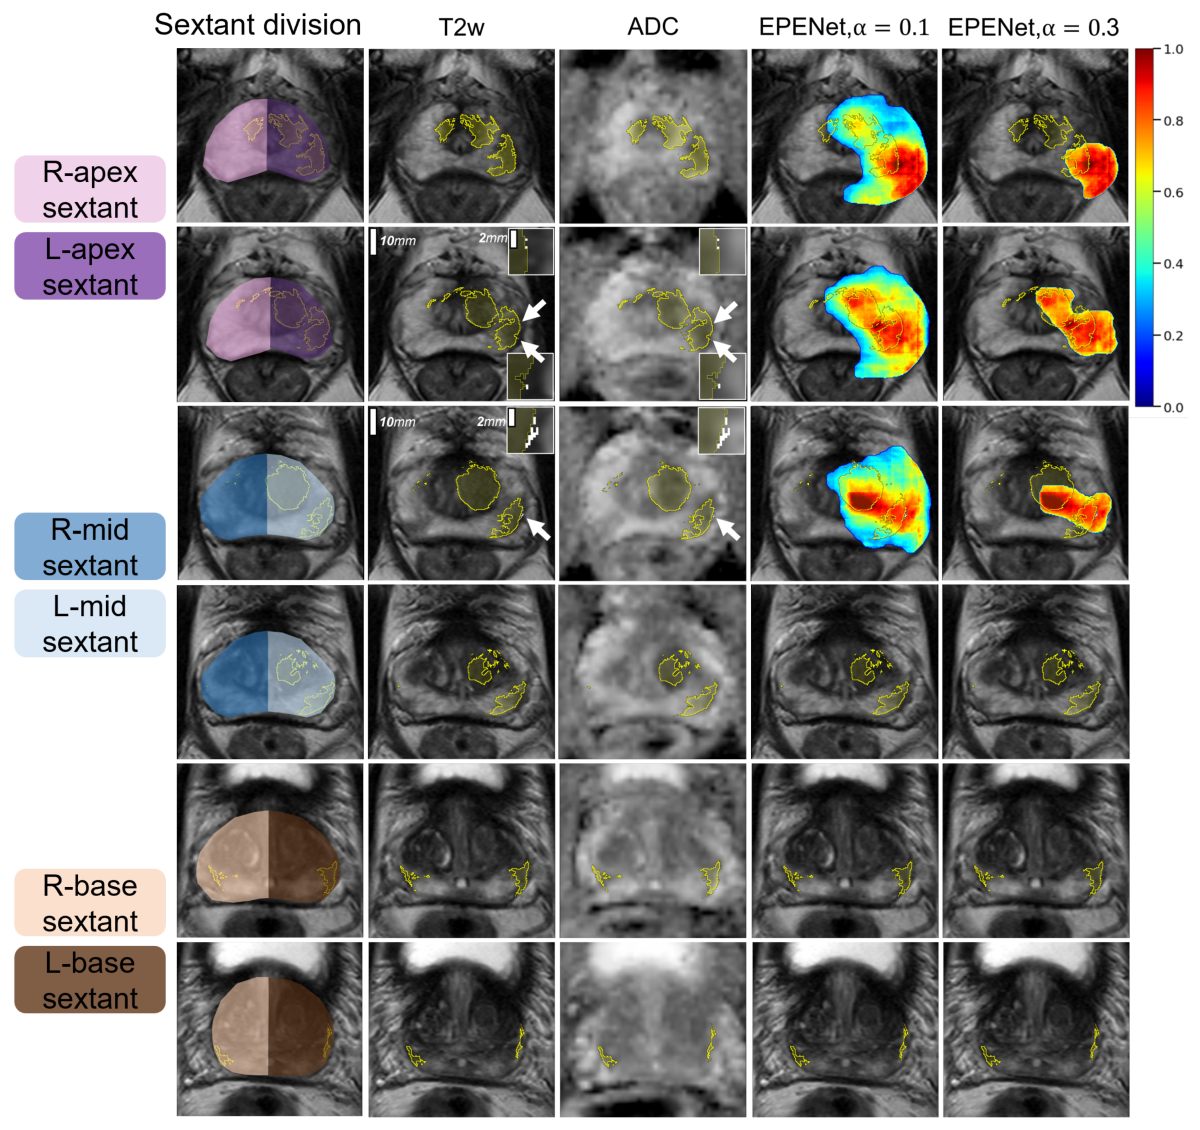 Sextant division
T2w
ADC
EPENet,α = 0.1
EPENet,α = 0.3
1.0
0.8
0.6
0.4
0.2
0.0
R-apex
sextant
L-apex
sextant
10mm
2mm
10mm
2mm
R-mid
sextant
L-mid
sextant
R-base
sextant
L-base
sextant